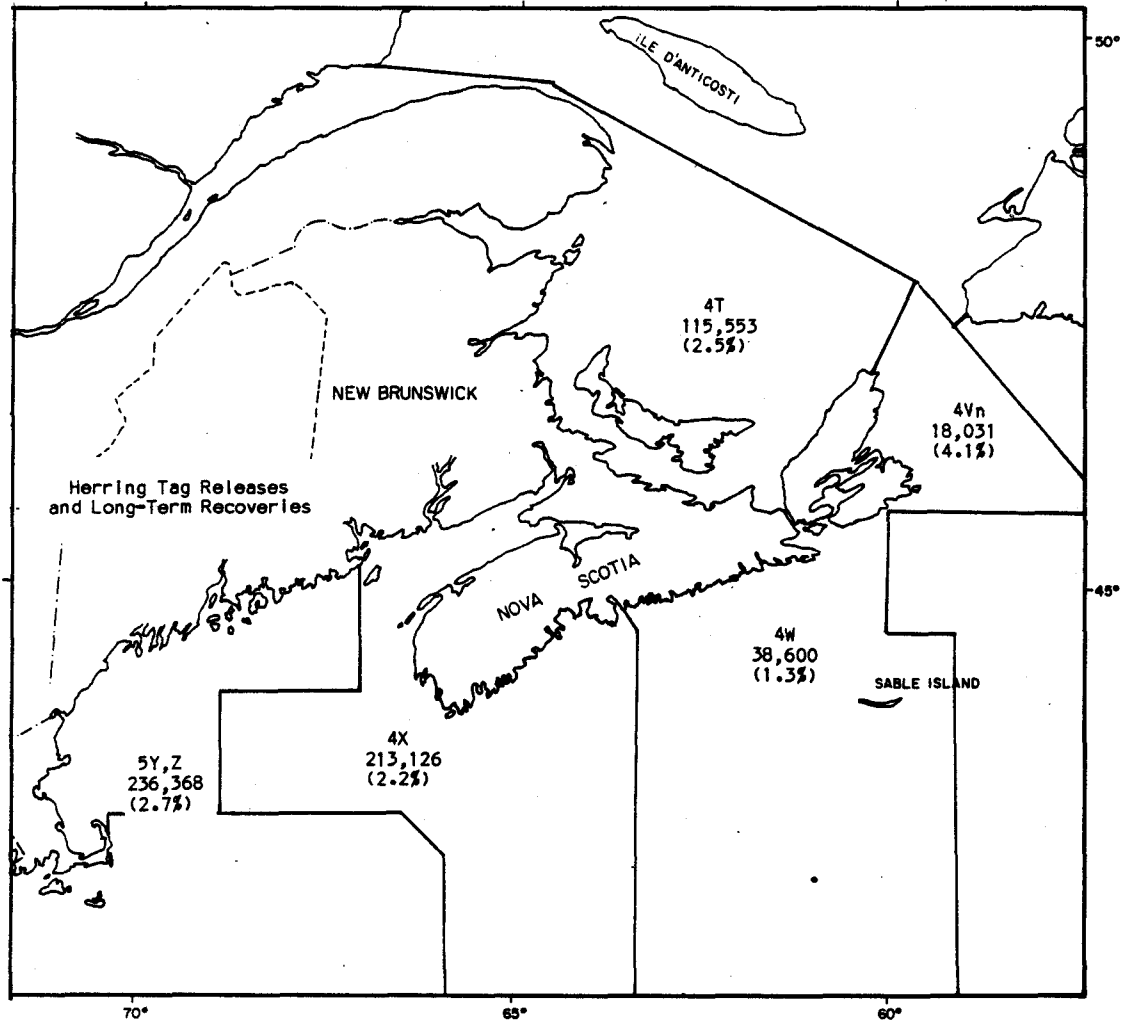 50°
ILE D'ANTICOSTI
4T
115,553
(2.5%)
NEW BRUNSWICK
4Vn
18,031
(4.1%)
Herring Tag Releases
and Long-Term Recoveries
NOVA SCOTIA
45°
4W
38,600
(1.3%)
SABLE ISLAND
4X
213,126
(2.2%)
5Y,Z
236,368
(2.7%)
70°
65°
60°